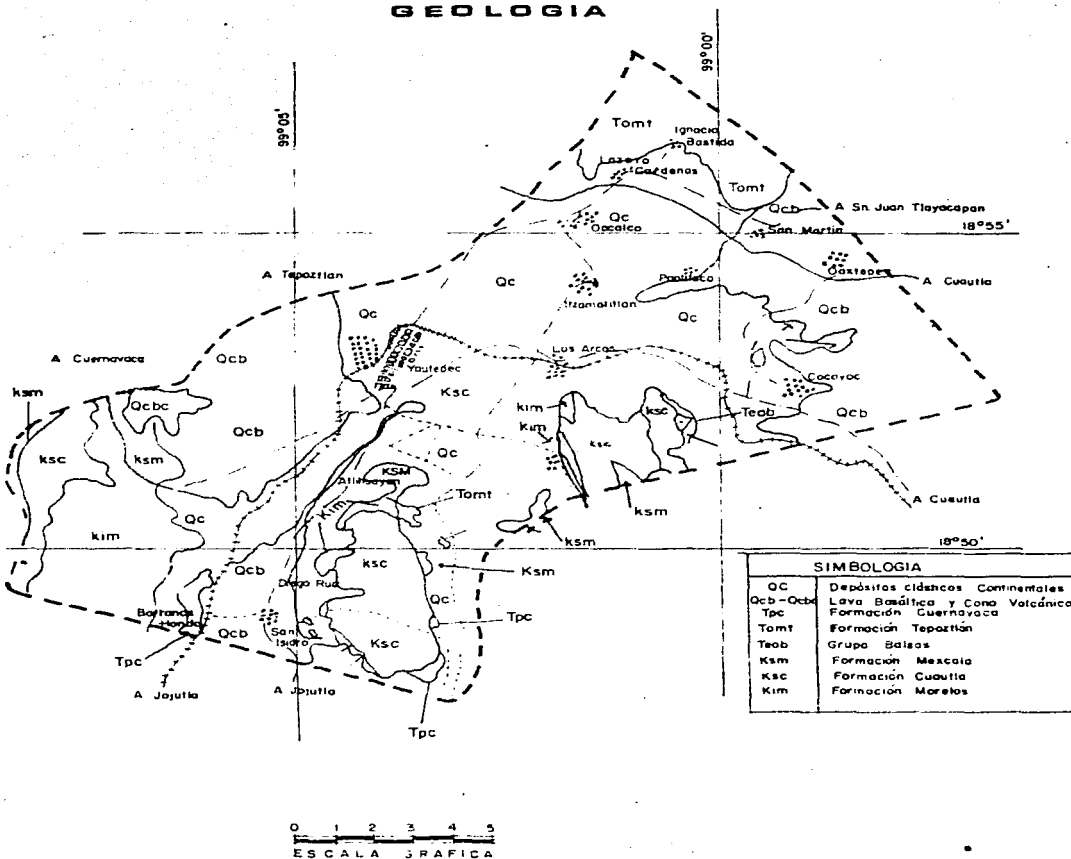 GEOLOGIA
99°00'
99°05'
Tomt
Ignacio
Bastida
Lazaro
Cardenas
Tomt
Qcb
A Sn. Juan Tlayacapan
Qc
Oacalco
San Martin
18°55'
Oaxtepec
A Tepoztlan
Qc
Itzamatitlan
A Cuautla
Qc
Qc
Qcb
A Cuernavaca
Qcb
Los Arcos
Yautepec
Cocoyoc
ksm
Qcbc
Ksc
kim
ksc
Teob
Qcb
Qcb
Kim
ksc
ksc
ksm
Qc
KSM
Atlihuayan
Tomt
A Cuautla
Qc
Kim
ksm
ksm
kim
18°50'
Qcb
ksc
Ksm
SIMBOLOGIA
QC Depósitos clásticos Continentales
Qcb-Qcbc Lava Basáltica y Cono Volcánico
Tpc Formación Cuernavaca
Tomt Formación Tepoztlán
Teob Grupo Balsas
Ksm Formación Mexcala
Ksc Formación Cuautla
Kim Formación Morelos
Diego Ruiz
Qc
Barranca
Honda
Qcb
San
Isidro
Ksc
Tpc
Tpc
A Jojutla
A Jojutla
Tpc
0 1 2 3 4 5
ESCALA GRAFICA